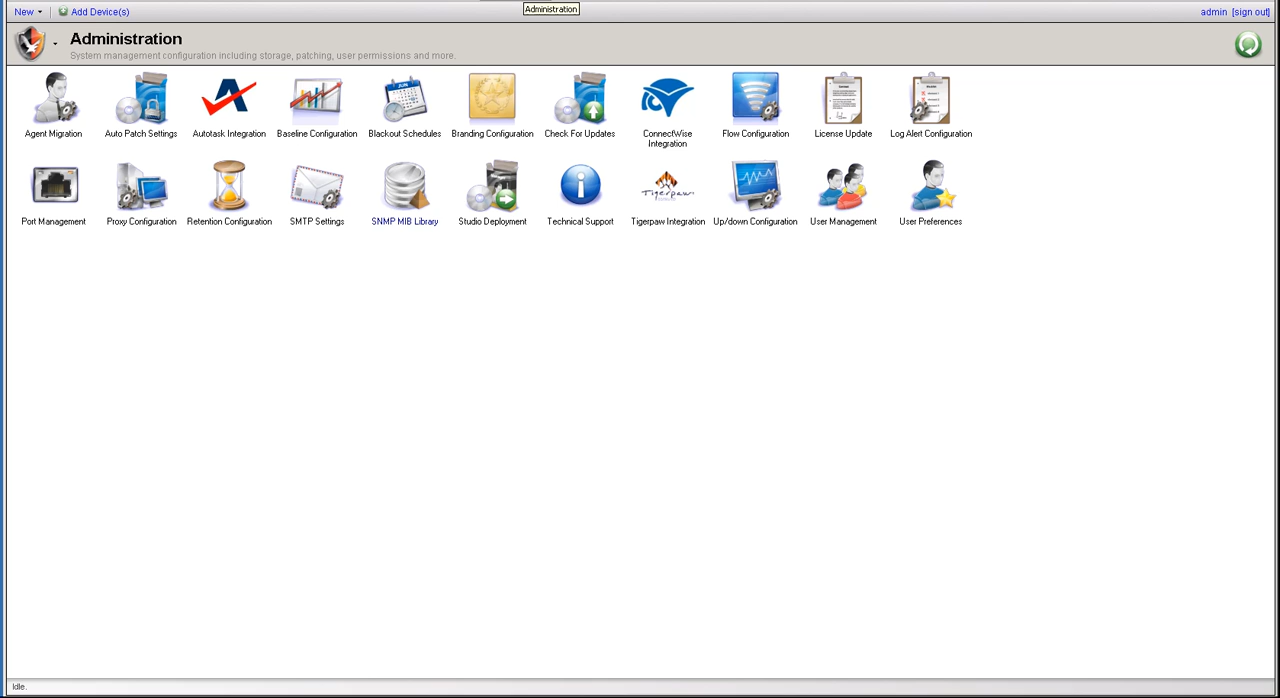 Administration
New
Add Device(s)
admin [sign out]
Administration
System management configuration including storage, patching, user permissions and more.
Agent Migration
Auto Patch Settings
Autotask Integration
Baseline Configuration
Blackout Schedules
Branding Configuration
Check For Updates
ConnectWise
Integration
Flow Configuration
License Update
Log Alert Configuration
Port Management
Proxy Configuration
Retention Configuration
SMTP Settings
SNMP MIB Library
Studio Deployment
Technical Support
Tigerpaw
Tigerpaw Integration
Up/down Configuration
User Management
User Preferences
Idle.